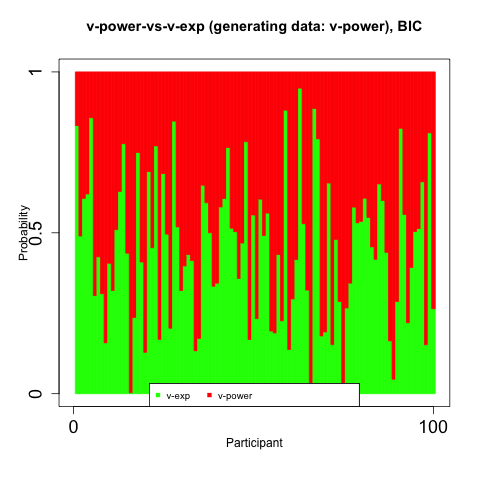 v-power-vs-v-exp (generating data: v-power), BIC
1
0.5
0
Probability
v-exp v-power
0 100
Participant